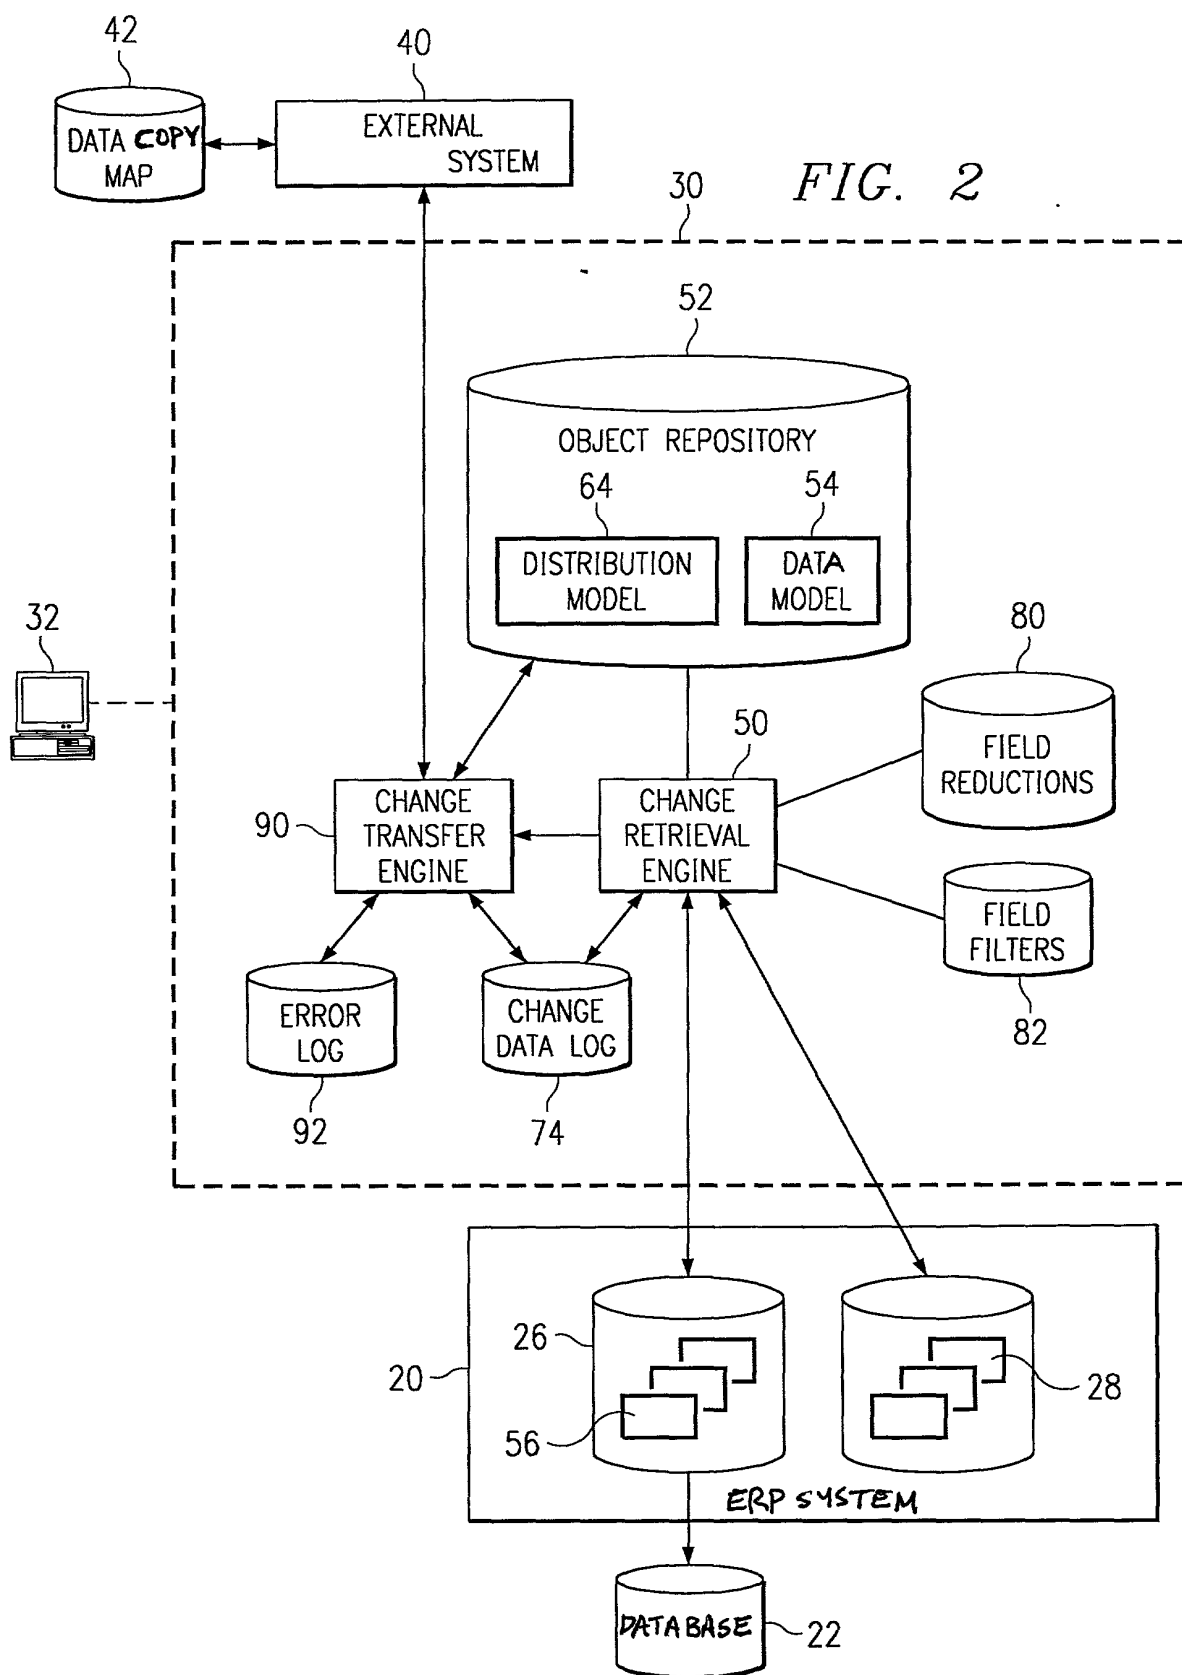 42
40
DATA COPY
MAP
EXTERNAL
SYSTEM
FIG. 2
30
52
OBJECT REPOSITORY
64
54
DISTRIBUTION
MODEL
DATA
MODEL
32
80
FIELD
REDUCTIONS
50
90
CHANGE
TRANSFER
ENGINE
CHANGE
RETRIEVAL
ENGINE
FIELD
FILTERS
82
ERROR
LOG
92
CHANGE
DATA LOG
74
26
20
28
56
ERP SYSTEM
DATABASE
22